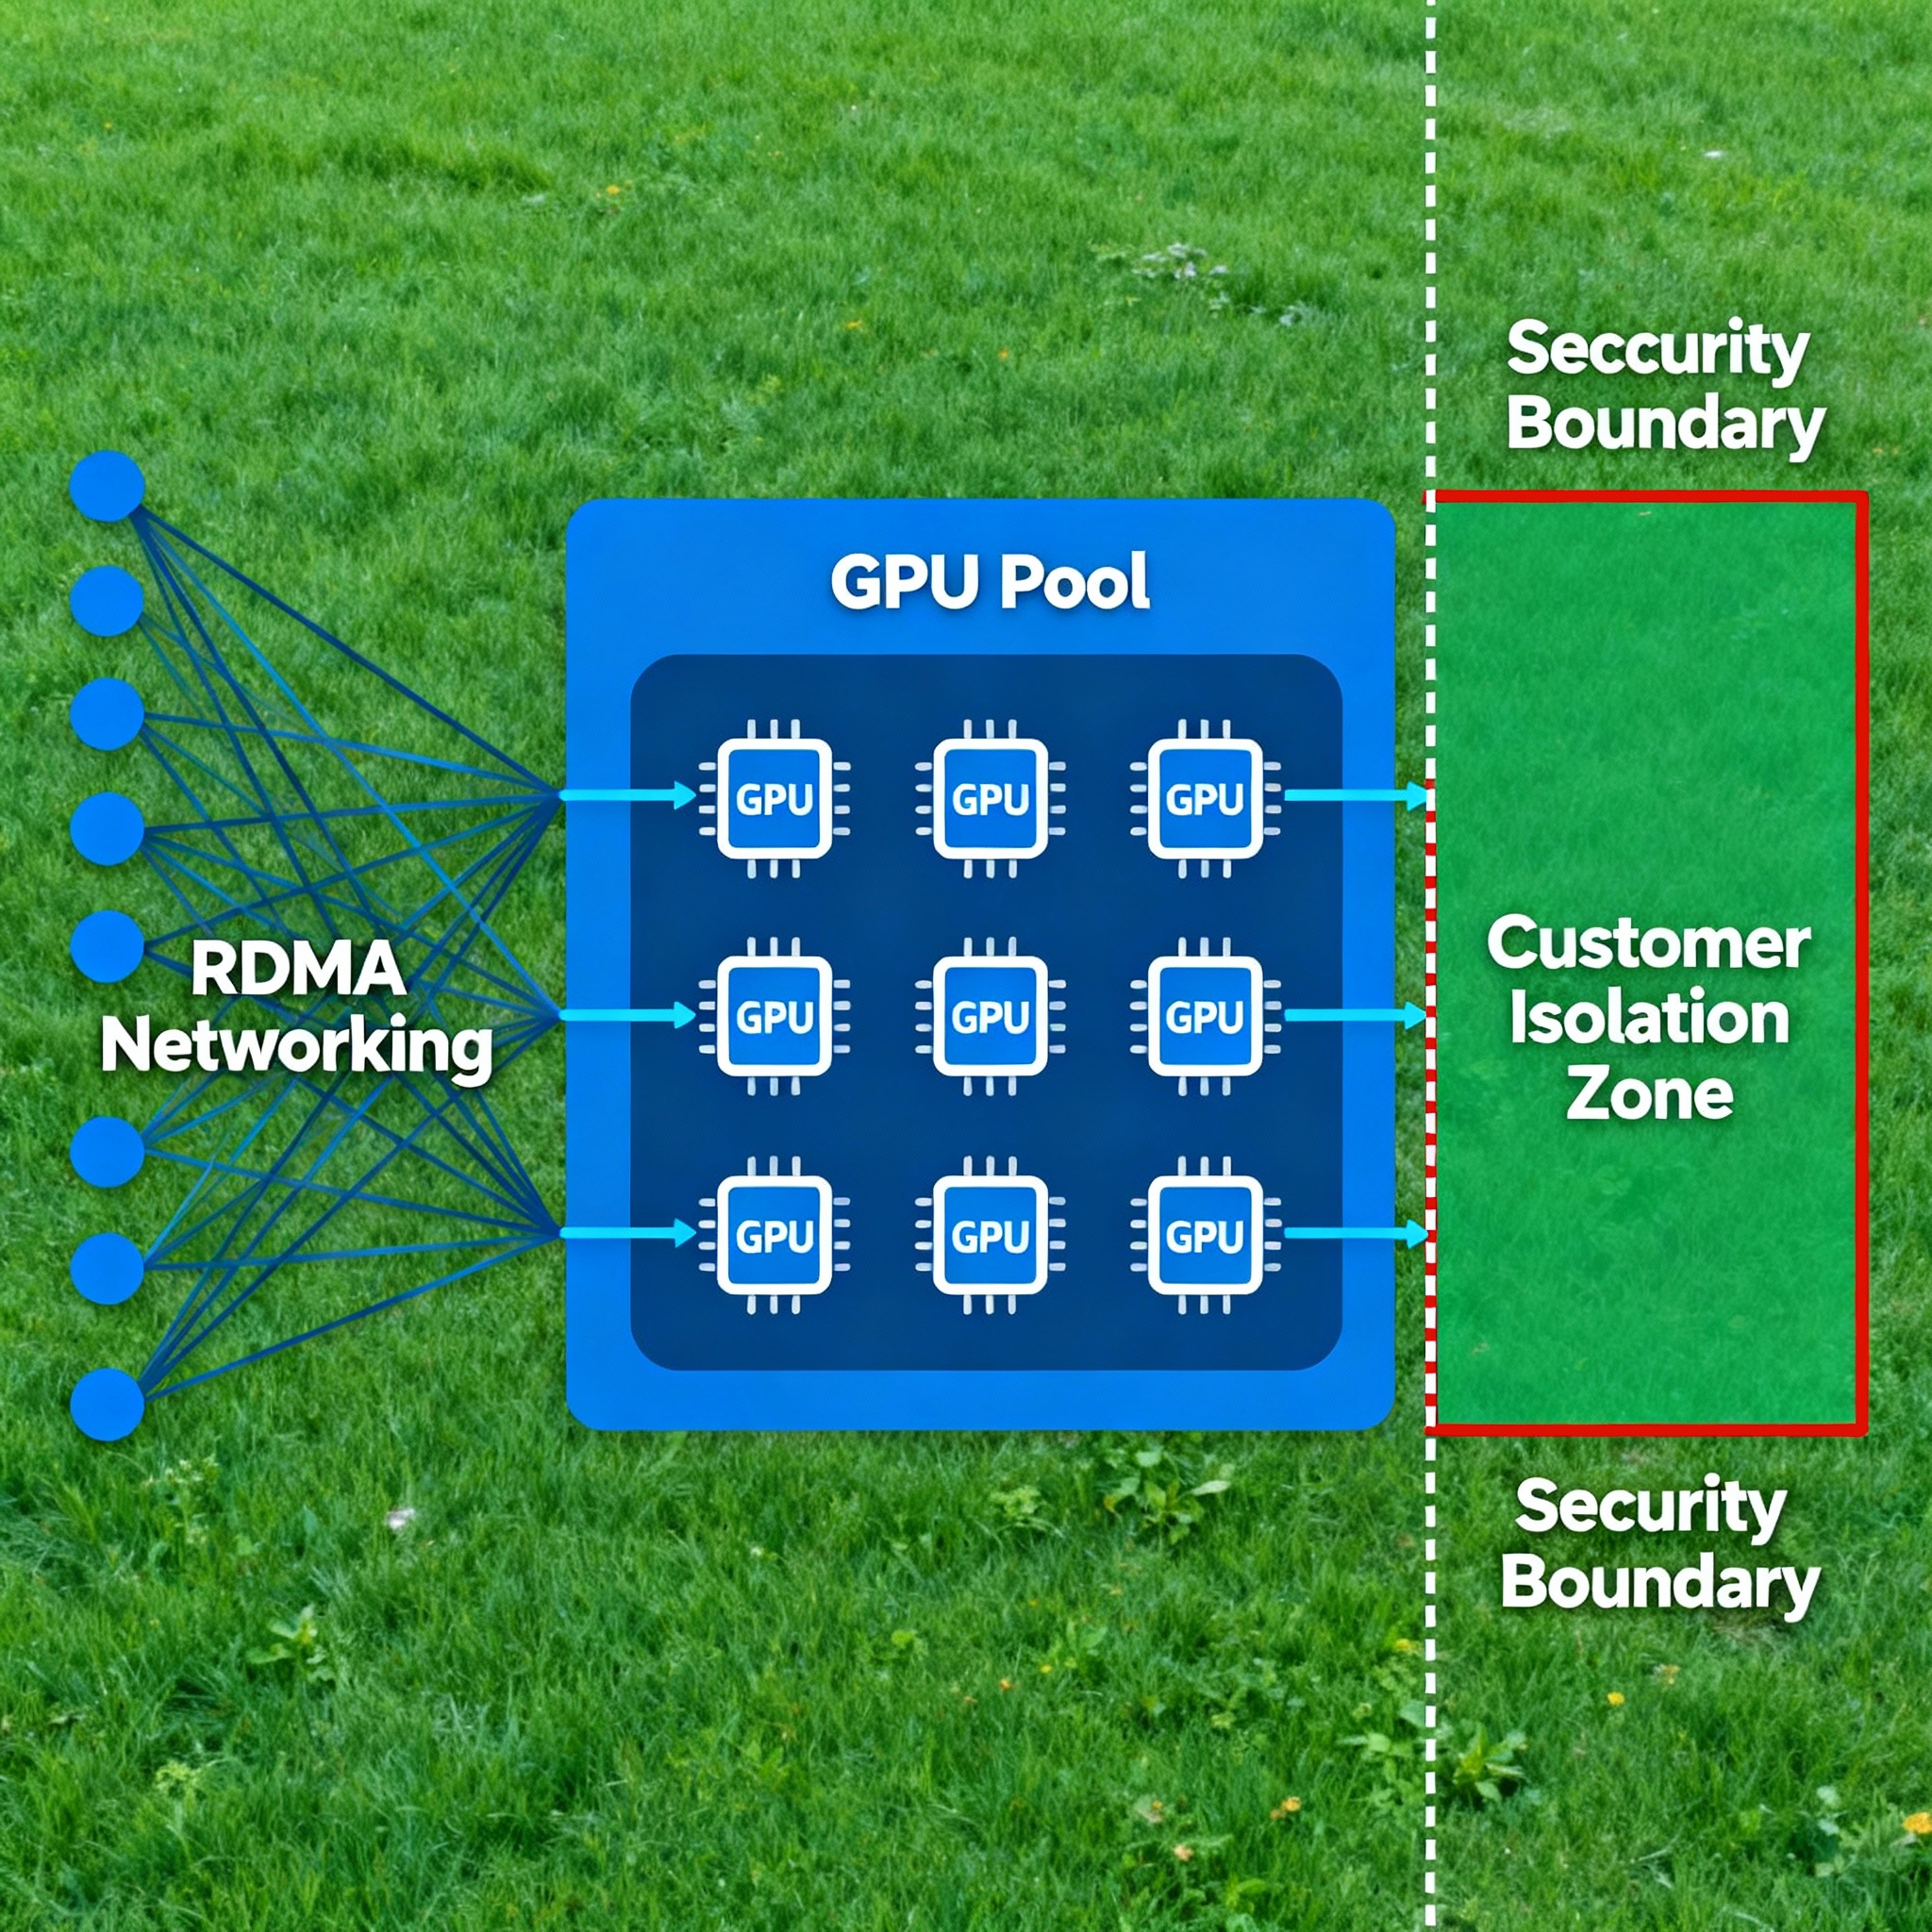 Seccurity
Boundary
GPU Pool
GPU GPU GPU
RDMA
Networking
Customer
Isolation
Zone
GPU GPU GPU
GPU GPU GPU
Security
Boundary